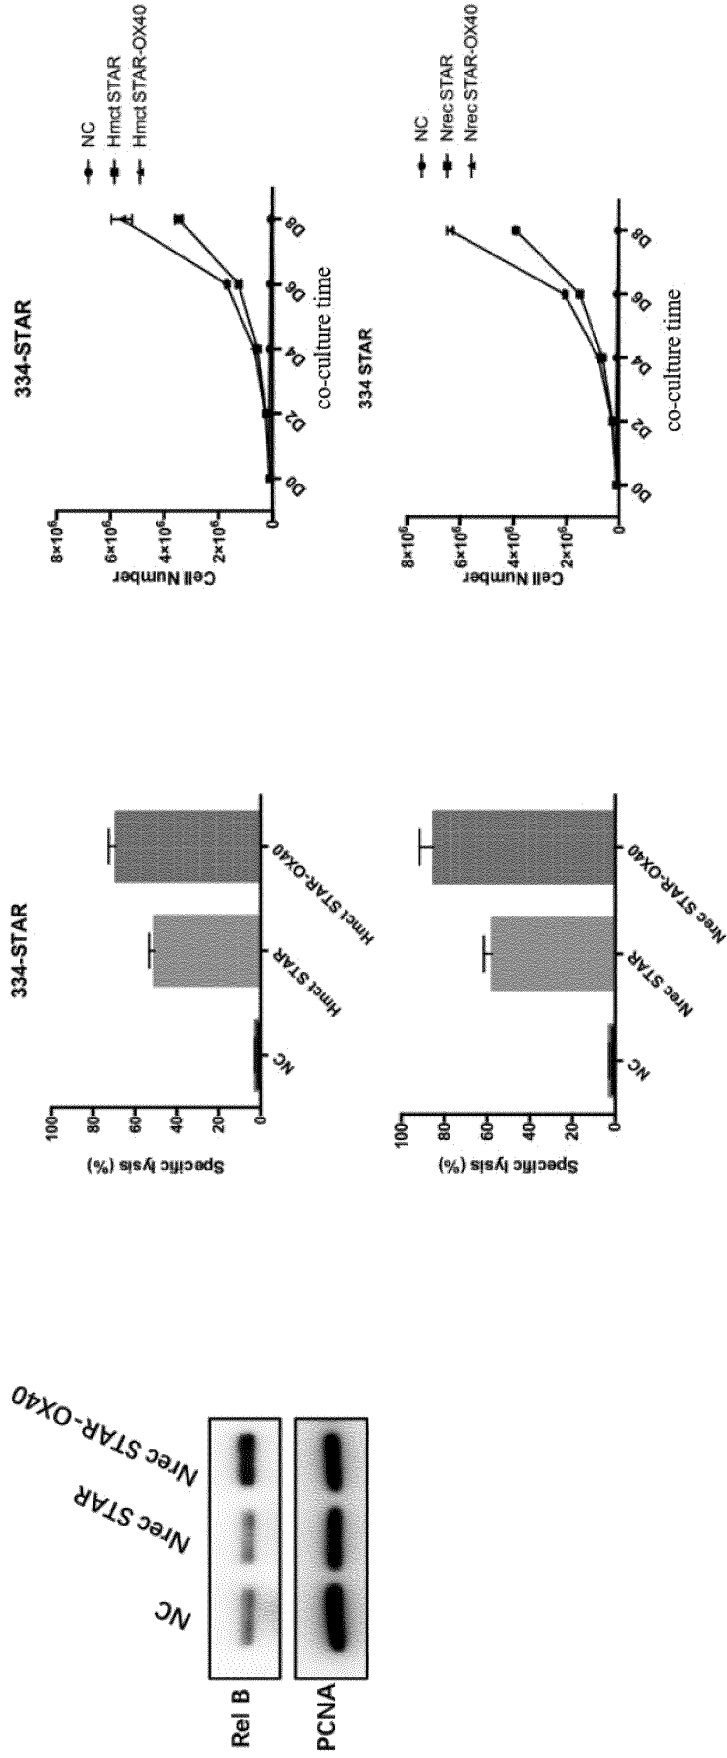 NC
Nrec STAR
Nrec STAR-OX40
Rel B
PCNA
334-STAR
Specific lysis (%)
100
80
60
40
20
0
NC
Hmct STAR
Hmct STAR-OX40
Specific lysis (%)
100
80
60
40
20
0
NC
Nrec STAR
Nrec STAR-OX40
334-STAR
Cell Number
8×10⁶
6×10⁶
4×10⁶
2×10⁶
0
D0
D2
D4
D6
D8
co-culture time
NC
Hmct STAR
Hmct STAR-OX40
334 STAR
Cell Number
8×10⁶
6×10⁶
4×10⁶
2×10⁶
0
D0
D2
D4
D6
D8
co-culture time
NC
Nrec STAR
Nrec STAR-OX40